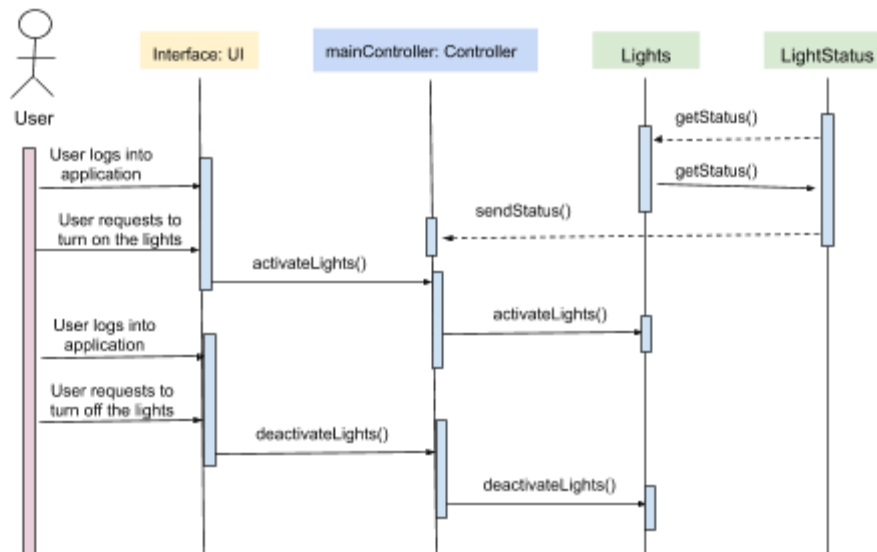 User
Interface: UI
mainController: Controller
Lights
LightStatus
getStatus()
User logs into
application
getStatus()
sendStatus()
User requests to
turn on the lights
activateLights()
activateLights()
User logs into
application
User requests to
turn off the lights
deactivateLights()
deactivateLights()